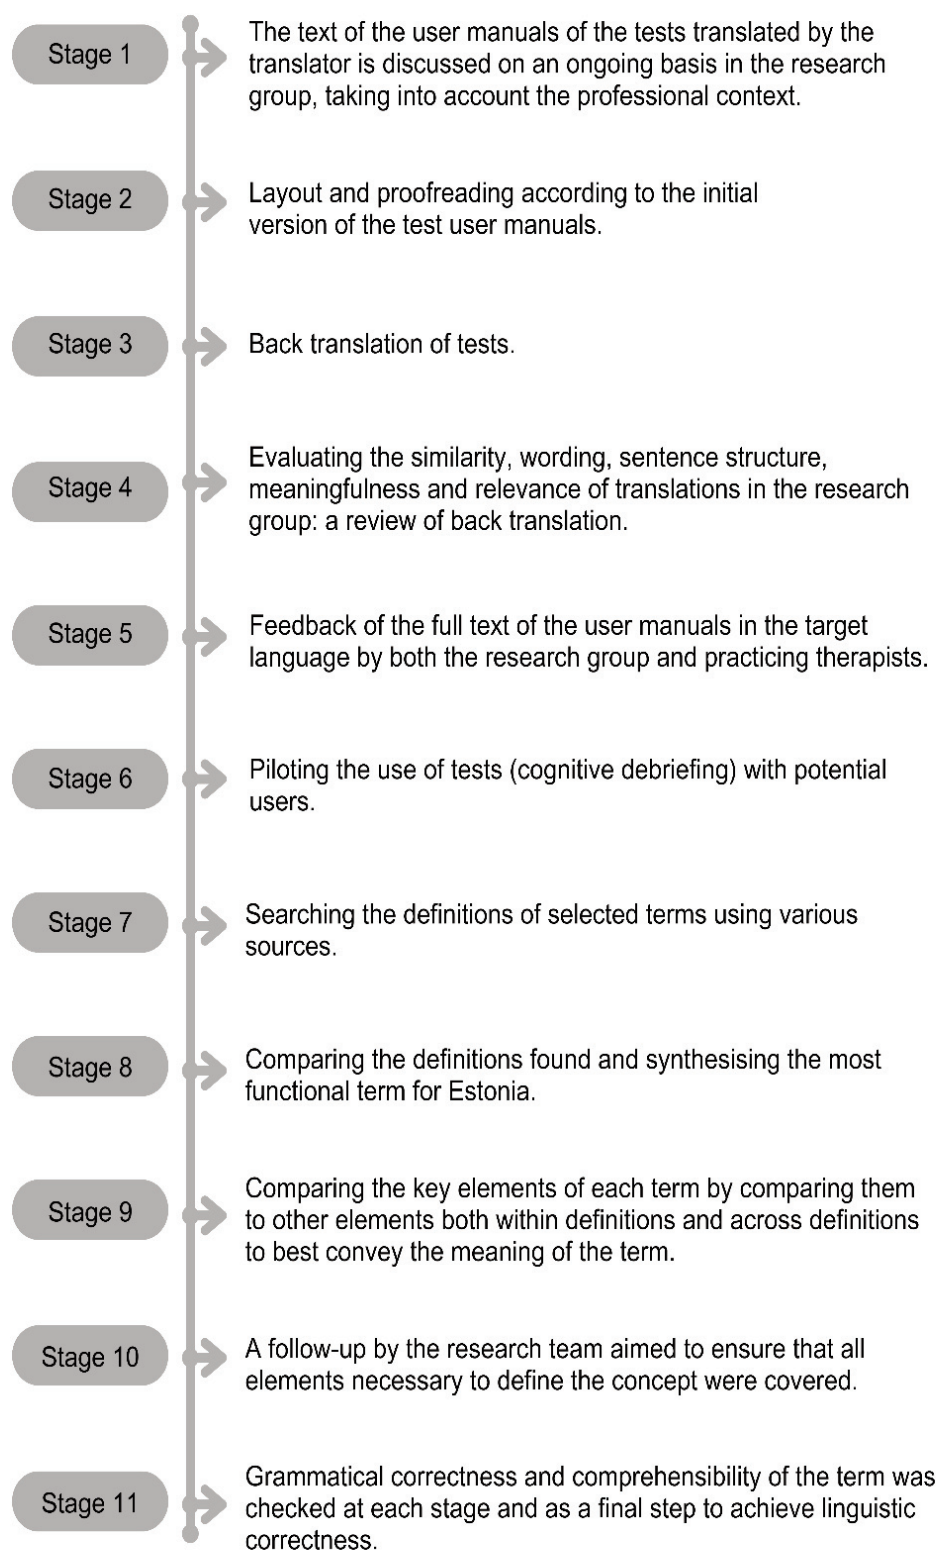 Stage 1
The text of the user manuals of the tests translated by the
translator is discussed on an ongoing basis in the research
group, taking into account the professional context.
Stage 2
Layout and proofreading according to the initial
version of the test user manuals.
Stage 3
Back translation of tests.
Stage 4
Evaluating the similarity, wording, sentence structure,
meaningfulness and relevance of translations in the research
group: a review of back translation.
Stage 5
Feedback of the full text of the user manuals in the target
language by both the research group and practicing therapists.
Stage 6
Piloting the use of tests (cognitive debriefing) with potential
users.
Stage 7
Searching the definitions of selected terms using various
sources.
Stage 8
Comparing the definitions found and synthesising the most
functional term for Estonia.
Stage 9
Comparing the key elements of each term by comparing them
to other elements both within definitions and across definitions
to best convey the meaning of the term.
Stage 10
A follow-up by the research team aimed to ensure that all
elements necessary to define the concept were covered.
Stage 11
Grammatical correctness and comprehensibility of the term was
checked at each stage and as a final step to achieve linguistic
correctness.